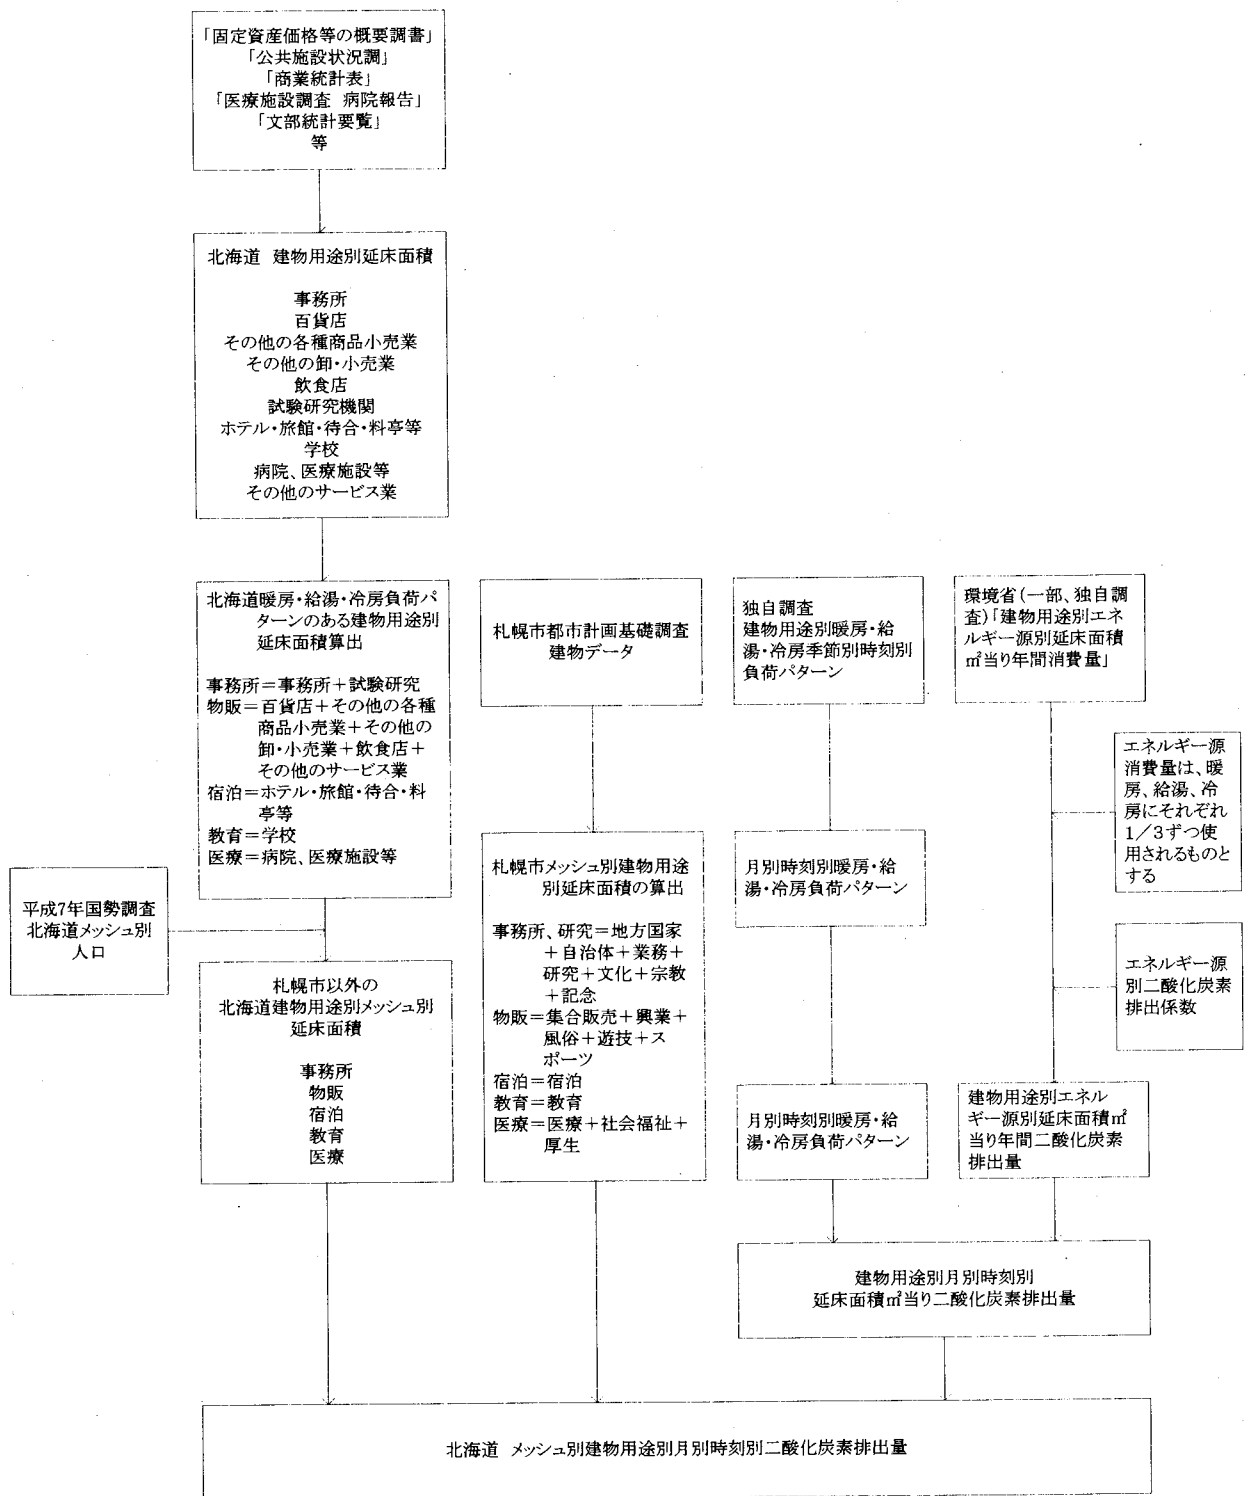 「固定資産価格等の概要調書」
「公共施設状況調」
「商業統計表」
「医療施設調査 病院報告」
「文部統計要覧」
等
北海道 建物用途別延床面積
事務所
百貨店
その他の各種商品小売業
その他の卸・小売業
飲食店
試験研究機関
ホテル・旅館・待合・料亭等
学校
病院、医療施設等
その他のサービス業
北海道暖房・給湯・冷房負荷パ
ターンのある建物用途別
延床面積算出
事務所＝事務所＋試験研究
物販＝百貨店＋その他の各種
商品小売業＋その他の
卸・小売業＋飲食店＋
その他のサービス業
宿泊＝ホテル・旅館・待合・料
亭等
教育＝学校
医療＝病院、医療施設等
平成7年国勢調査
北海道メッシュ別
人口
札幌市以外の
北海道建物用途別メッシュ別
延床面積
事務所
物販
宿泊
教育
医療
札幌市都市計画基礎調査
建物データ
札幌市メッシュ別建物用途
別延床面積の算出
事務所、研究＝地方国家
＋自治体＋業務＋
研究＋文化＋宗教
＋記念
物販＝集合販売＋興業＋
風俗＋遊技＋ス
ポーツ
宿泊＝宿泊
教育＝教育
医療＝医療＋社会福祉＋
厚生
独自調査
建物用途別暖房・給
湯・冷房季節別時刻別
負荷パターン
月別時刻別暖房・給
湯・冷房負荷パターン
月別時刻別暖房・給
湯・冷房負荷パターン
環境省（一部、独自調
査）「建物用途別エネ
ルギー源別延床面積
㎡当り年間消費量」
エネルギー源
消費量は、暖
房、給湯、冷
房にそれぞれ
1／3ずつ使
用されるものと
する
エネルギー源
別二酸化炭素
排出係数
建物用途別エネル
ギー源別延床面積㎡
当り年間二酸化炭素
排出量
建物用途別月別時刻別
延床面積㎡当り二酸化炭素排出量
北海道 メッシュ別建物用途別月別時刻別二酸化炭素排出量